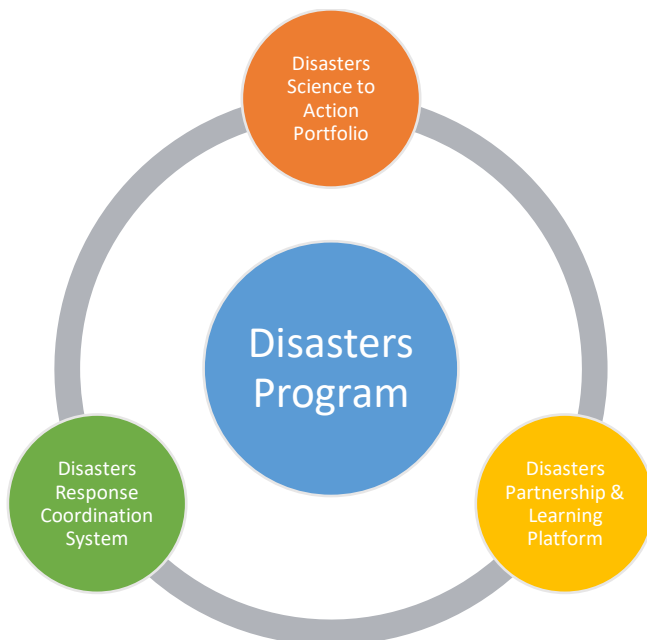 Disasters
Science to
Action
Portfolio
Disasters
Program
Disasters
Response
Coordination
System
Disasters
Partnership &
Learning
Platform